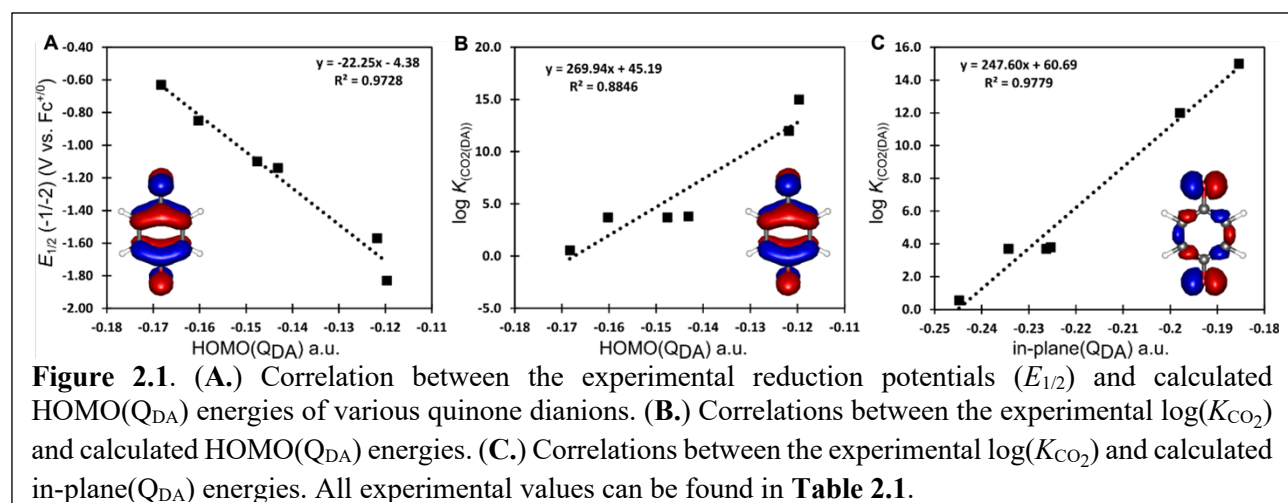 A
y = -22.25x - 4.38
R² = 0.9728
E1/2 (-1/-2) (V vs. Fc+/0)
-0.40
-0.60
-0.80
-1.00
-1.20
-1.40
-1.60
-1.80
-2.00
-0.18 -0.17 -0.16 -0.15 -0.14 -0.13 -0.12 -0.11
HOMO(QDA) a.u.
B
y = 269.94x + 45.19
R² = 0.8846
log K(CO2(DA))
20.0
15.0
10.0
5.0
0.0
-5.0
-0.18 -0.17 -0.16 -0.15 -0.14 -0.13 -0.12 -0.11
HOMO(QDA) a.u.
C
y = 247.60x + 60.69
R² = 0.9779
log K(CO2(DA))
16.0
14.0
12.0
10.0
8.0
6.0
4.0
2.0
0.0
-0.25 -0.24 -0.23 -0.22 -0.21 -0.2 -0.19 -0.18
in-plane(QDA) a.u.
Figure 2.1. (A.) Correlation between the experimental reduction potentials (E1/2) and calculated
HOMO(QDA) energies of various quinone dianions. (B.) Correlations between the experimental log(KCO2)
and calculated HOMO(QDA) energies. (C.) Correlations between the experimental log(KCO2) and calculated
in-plane(QDA) energies. All experimental values can be found in Table 2.1.